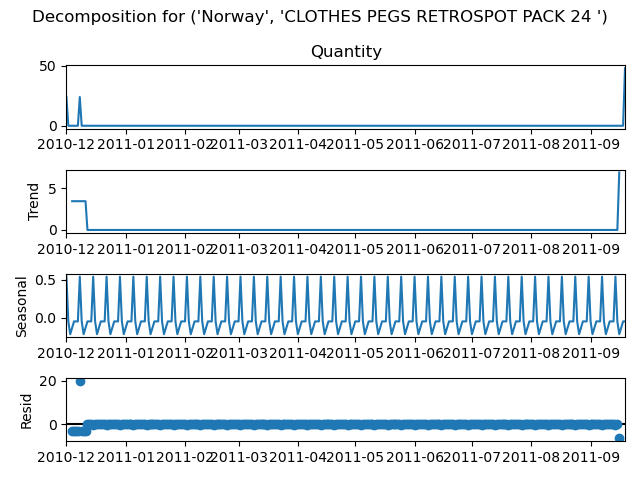 Decomposition for ('Norway', 'CLOTHES PEGS RETROSPOT PACK 24 ')
Quantity
50
0
2010-12 2011-01 2011-02 2011-03 2011-04 2011-05 2011-06 2011-07 2011-08 2011-09
Trend
5
0
2010-12 2011-01 2011-02 2011-03 2011-04 2011-05 2011-06 2011-07 2011-08 2011-09
Seasonal
0.5
0.0
2010-12 2011-01 2011-02 2011-03 2011-04 2011-05 2011-06 2011-07 2011-08 2011-09
Resid
20
0
2010-12 2011-01 2011-02 2011-03 2011-04 2011-05 2011-06 2011-07 2011-08 2011-09